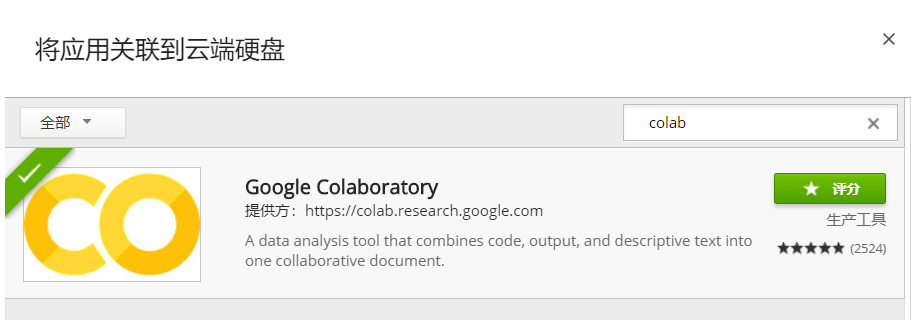 将应用关联到云端硬盘
全部
colab
Google Colaboratory
评分
提供方：https://colab.research.google.com
生产工具
A data analysis tool that combines code, output, and descriptive text into
one collaborative document.
(2524)